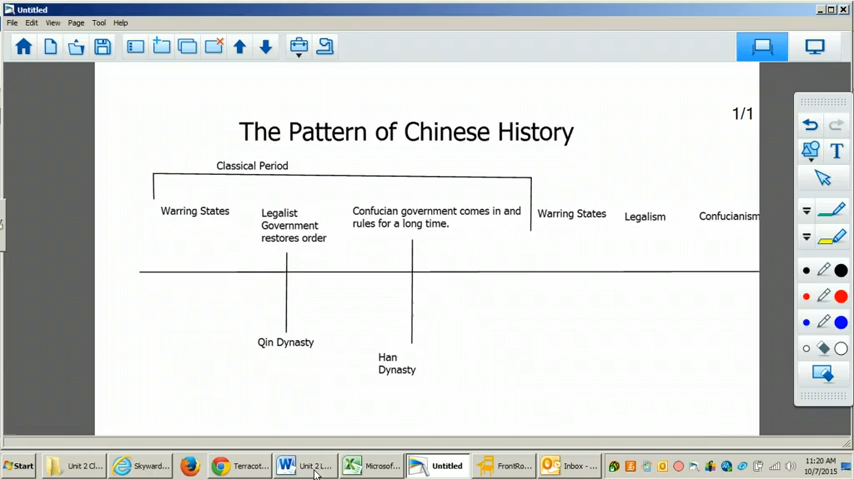 Untitled
File Edit View Page Tool Help
1/1
The Pattern of Chinese History
Classical Period
Warring States
Legalist
Government
restores order
Confucian government comes in and
rules for a long time.
Warring States
Legalism
Confucianism
Qin Dynasty
Han
Dynasty
T
Start
Unit 2 Cl...
Skyward...
Terracot...
Unit 2 L...
Microsof...
Untitled
FrontRo...
Inbox - ...
11:20 AM
10/7/2015